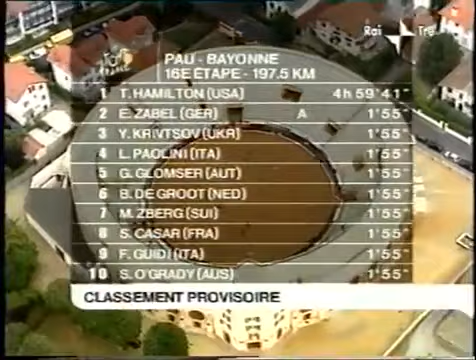 Rai Tre
Tour
FRANCE
PAU - BAYONNE
16E ETAPE - 197.5 KM
1 T. HAMILTON (USA) 4h 59'41"
2 E. ZABEL (GER) A 1'55"
3 Y. KRIVTSOV (UKR) 1'55"
4 L. PAOLINI (ITA) 1'55"
5 G. GLOMSER (AUT) 1'55"
6 B. DE GROOT (NED) 1'55"
7 M. ZBERG (SUI) 1'55"
8 S. CASAR (FRA) 1'55"
9 F. GUIDI (ITA) 1'55"
10 S. O'GRADY (AUS) 1'55"
CLASSEMENT PROVISOIRE